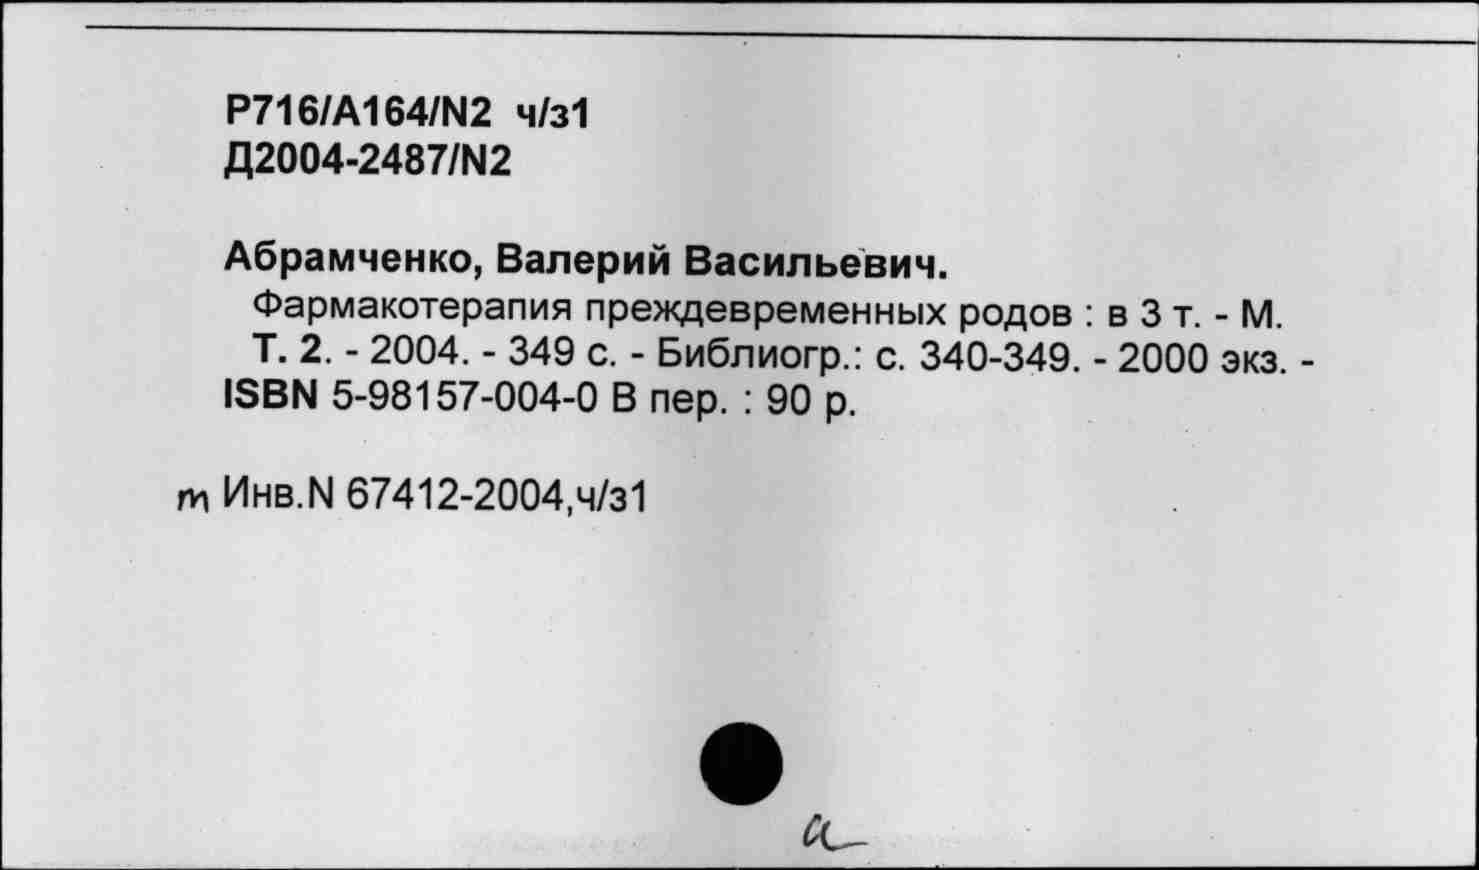 Р716/А164/N2 ч/з1
Д2004-2487/N2
Абрамченко, Валерий Васильевич.
Фармакотерапия преждевременных родов : в 3 т. - М.
Т. 2. - 2004. - 349 с. - Библиогр.: с. 340-349. - 2000 экз. -
ISBN 5-98157-004-0 В пер. : 90 р.
Инв.N 67412-2004,ч/з1